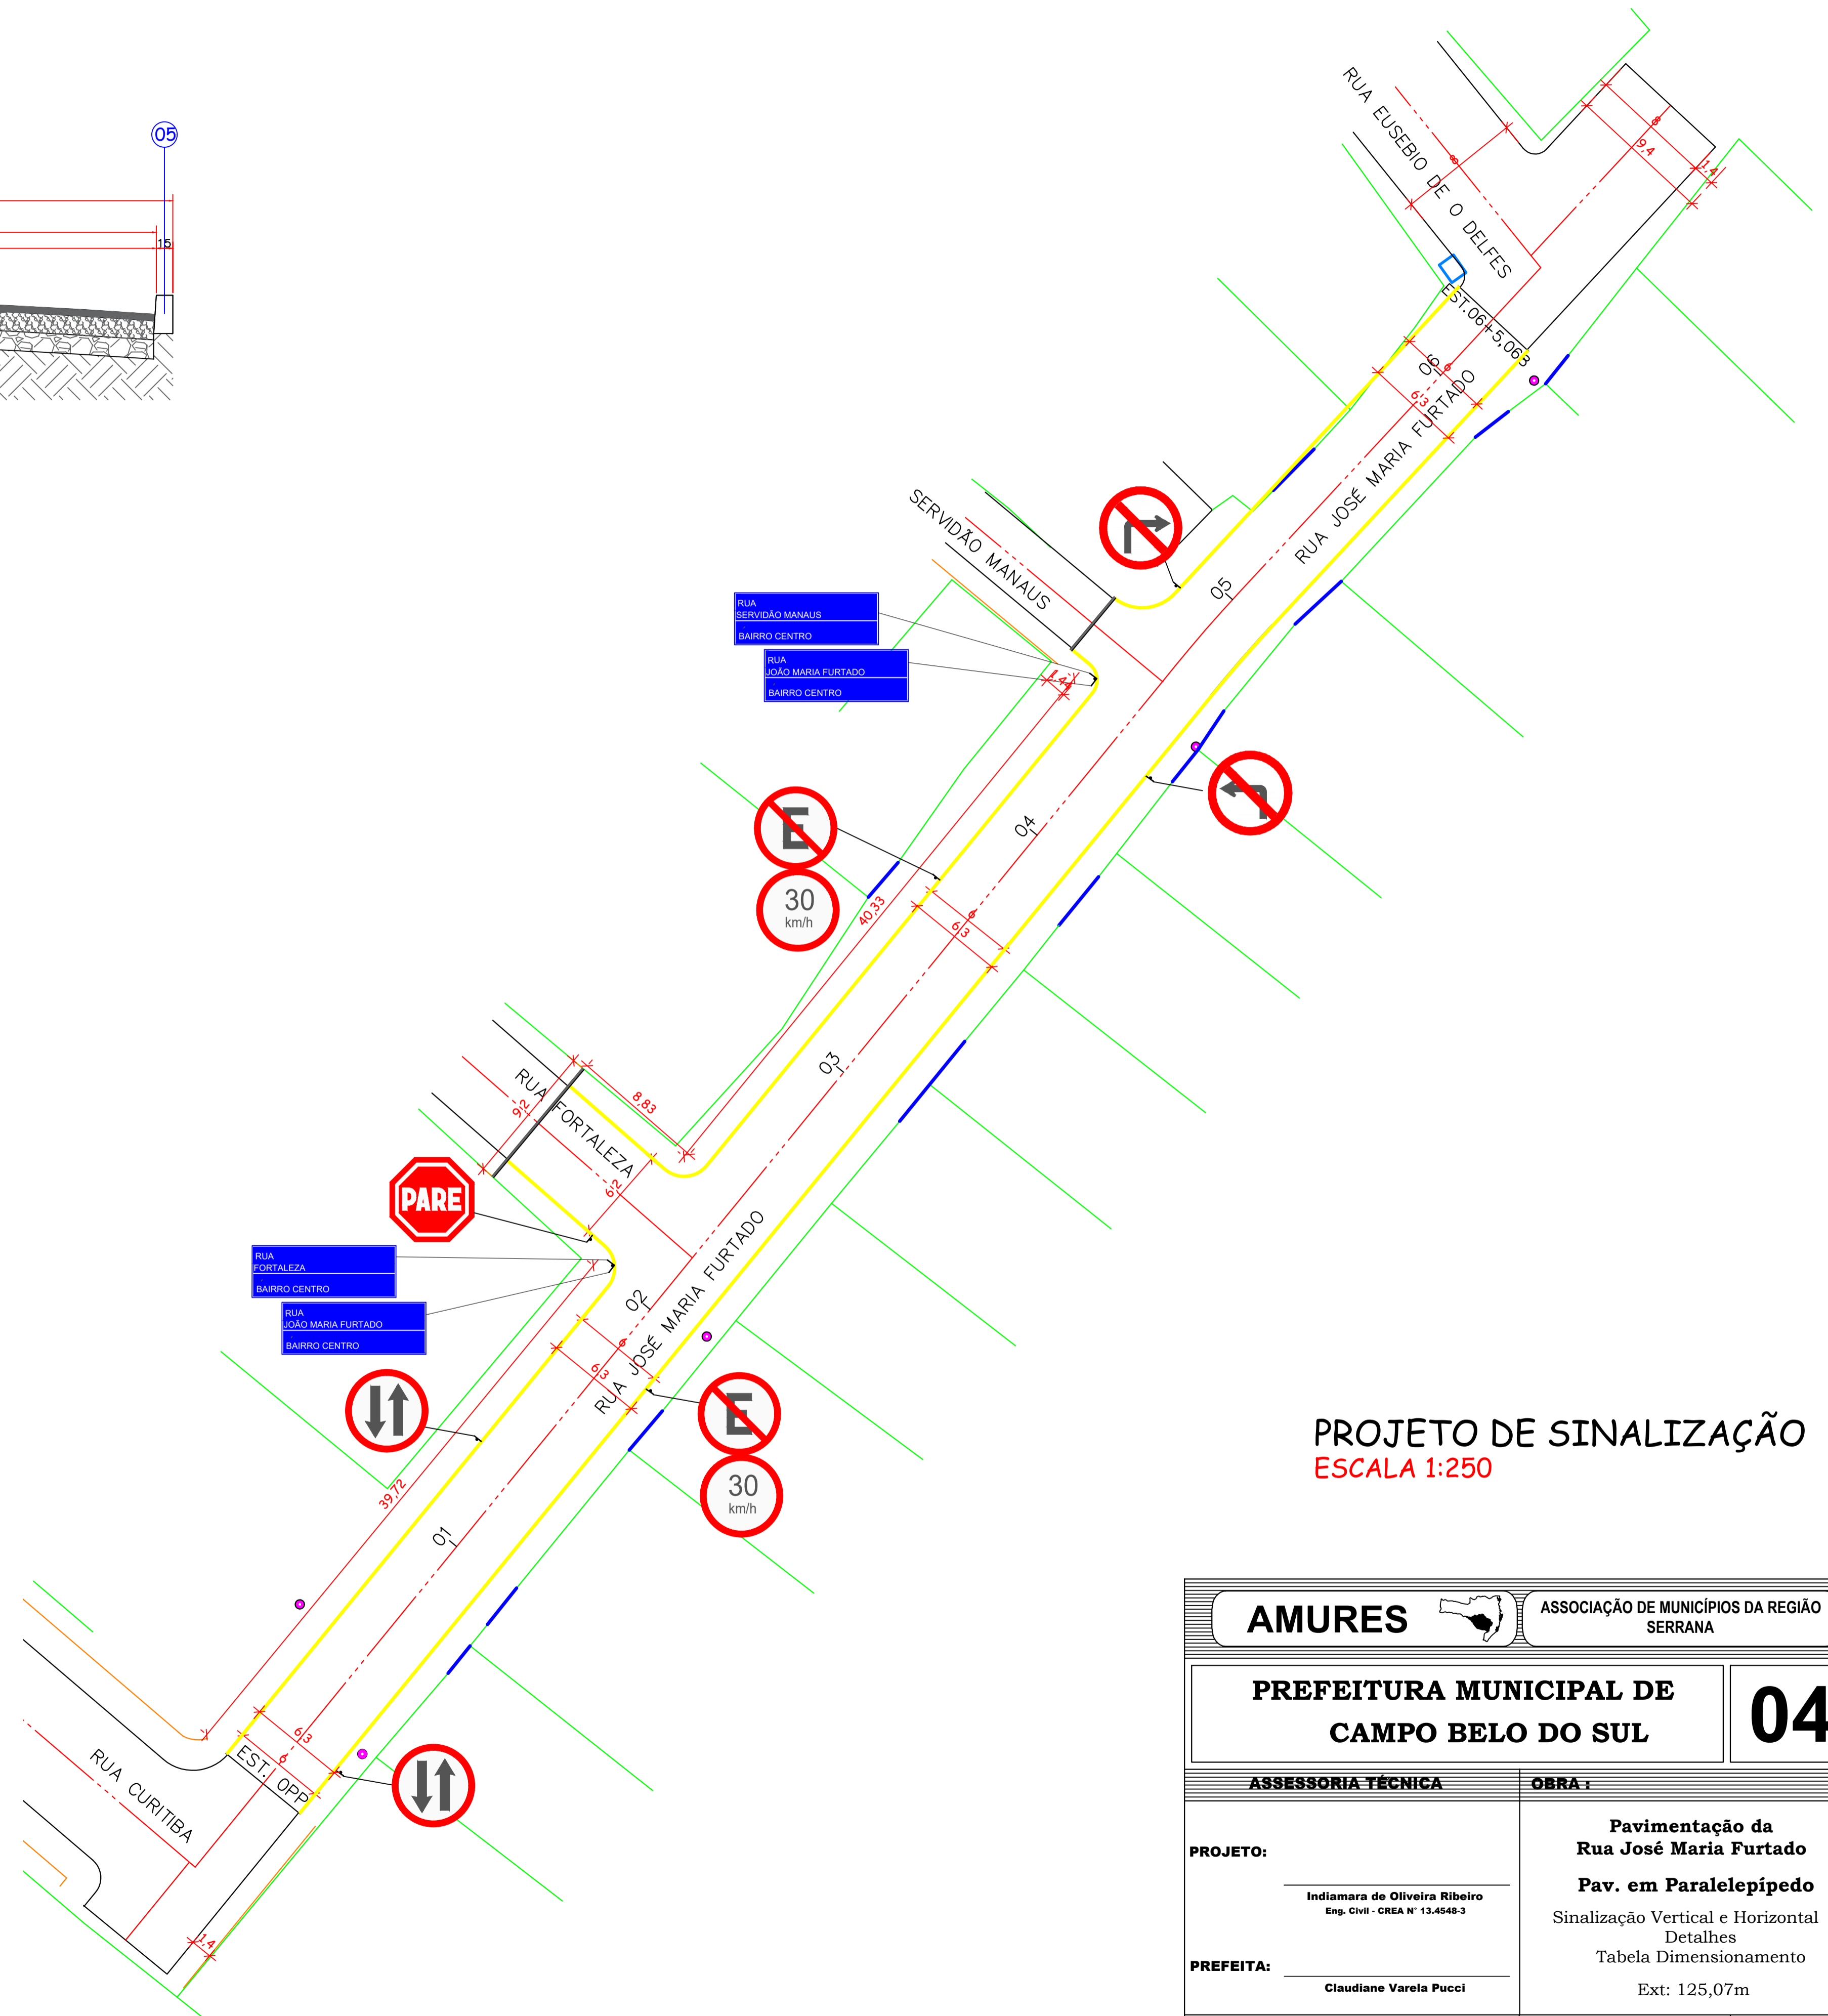 05
15
RUA EUSEBIO DE O DELFES
8
8
9,4
1,4
EST.06+5,063
06
6
6,3
RUA JOSÉ MARIA FURTADO
SERVIDÃO MANAUS
05
RUA
SERVIDÃO MANAUS
BAIRRO CENTRO
RUA
JOÃO MARIA FURTADO
BAIRRO CENTRO
04
E
30
km/h
40,33
6
6,3
03
RUA FORTALEZA
9,2
8,83
6,2
PARE
RUA
FORTALEZA
BAIRRO CENTRO
RUA
JOÃO MARIA FURTADO
BAIRRO CENTRO
02
6
6,3
RUA JOSÉ MARIA FURTADO
E
30
km/h
39,72
01
6,3
6
EST. 0PP
RUA CURITIBA
1,4
PROJETO DE SINALIZAÇÃO
ESCALA 1:250
AMURES
ASSOCIAÇÃO DE MUNICÍPIOS DA REGIÃO
SERRANA
PREFEITURA MUNICIPAL DE
CAMPO BELO DO SUL
04
ASSESSORIA TÉCNICA
OBRA :
PROJETO:
Indiamara de Oliveira Ribeiro
Eng. Civil - CREA N° 13.4548-3
PREFEITA:
Claudiane Varela Pucci
Pavimentação da
Rua José Maria Furtado
Pav. em Paralelepípedo
Sinalização Vertical e Horizontal
Detalhes
Tabela Dimensionamento
Ext: 125,07m